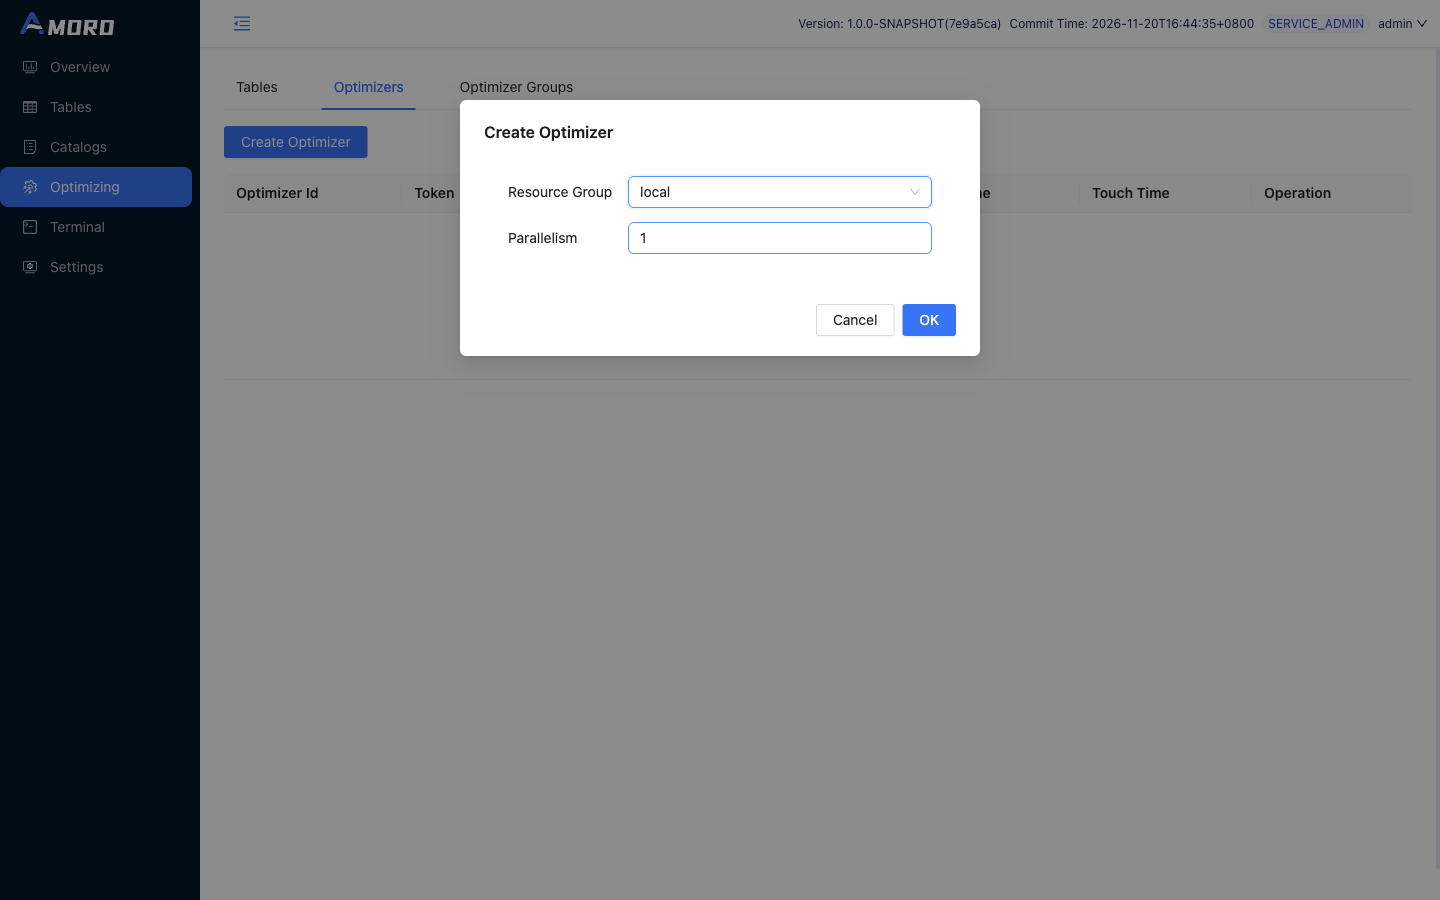 AMORO
Version: 1.0.0-SNAPSHOT(7e9a5ca) Commit Time: 2026-11-20T16:44:35+0800 SERVICE_ADMIN admin
Overview
Tables
Catalogs
Optimizing
Terminal
Settings
Tables Optimizers Optimizer Groups
Create Optimizer
Optimizer Id Token Touch Time Operation
Create Optimizer
Resource Group local
Parallelism 1
Cancel OK